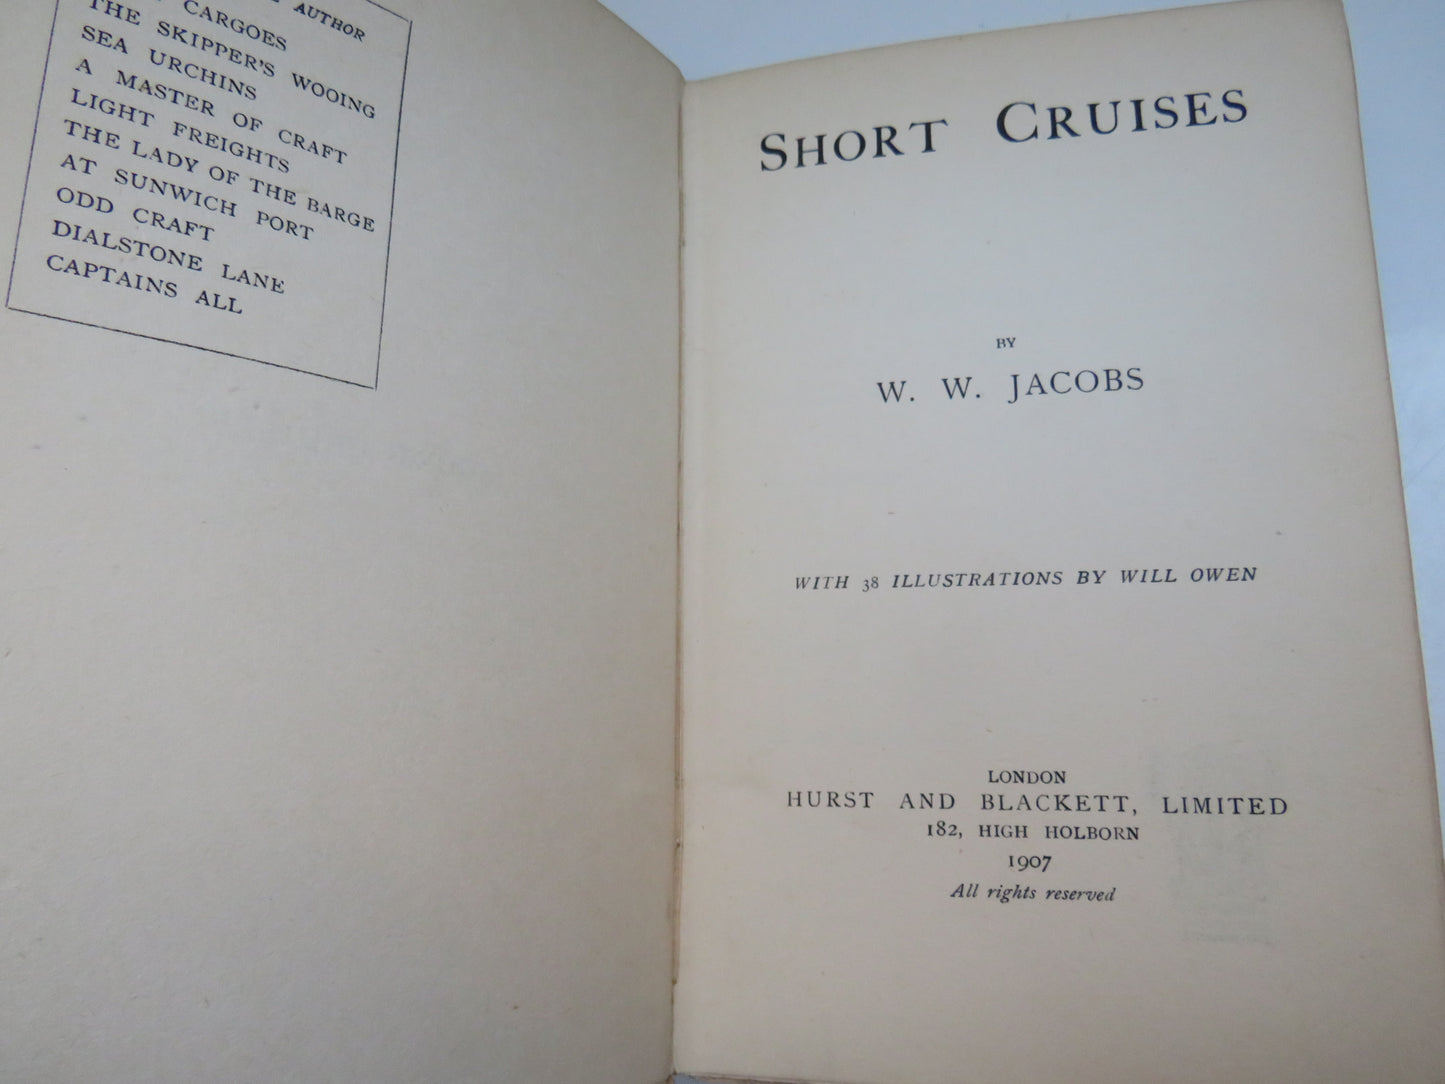 AUTHOR
CARGOES
THE SKIPPER'S WOOING
SEA URCHINS
A MASTER OF CRAFT
LIGHT FREIGHTS
THE LADY OF THE BARGE
AT SUNWICH PORT
ODD CRAFT
DIALSTONE LANE
CAPTAINS ALL
SHORT CRUISES
BY
W. W. JACOBS
WITH 38 ILLUSTRATIONS BY WILL OWEN
LONDON
HURST AND BLACKETT, LIMITED
182, HIGH HOLBORN
1907
All rights reserved